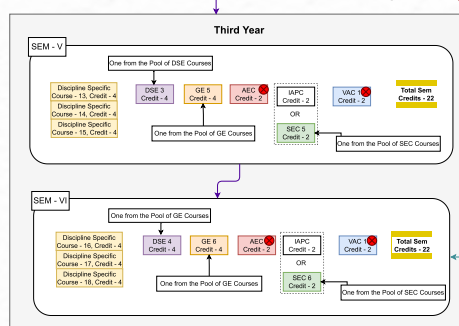 Third Year
SEM - V
One from the Pool of DSE Courses
Discipline Specific
Course - 13, Credit - 4
Discipline Specific
Course - 14, Credit - 4
Discipline Specific
Course - 15, Credit - 4
DSE 3
Credit - 4
GE 5
Credit - 4
AEC
Credit - 2
IAPC
Credit - 2
OR
SEC 5
Credit - 2
VAC 1
Credit - 2
Total Sem
Credits - 22
One from the Pool of GE Courses
One from the Pool of SEC Courses
SEM - VI
One from the Pool of GE Courses
Discipline Specific
Course - 16, Credit - 4
Discipline Specific
Course - 17, Credit - 4
Discipline Specific
Course - 18, Credit - 4
DSE 4
Credit - 4
GE 6
Credit - 4
AEC
Credit - 2
IAPC
Credit - 2
OR
SEC 6
Credit - 2
VAC 1
Credit - 2
Total Sem
Credits - 22
One from the Pool of GE Courses
One from the Pool of SEC Courses